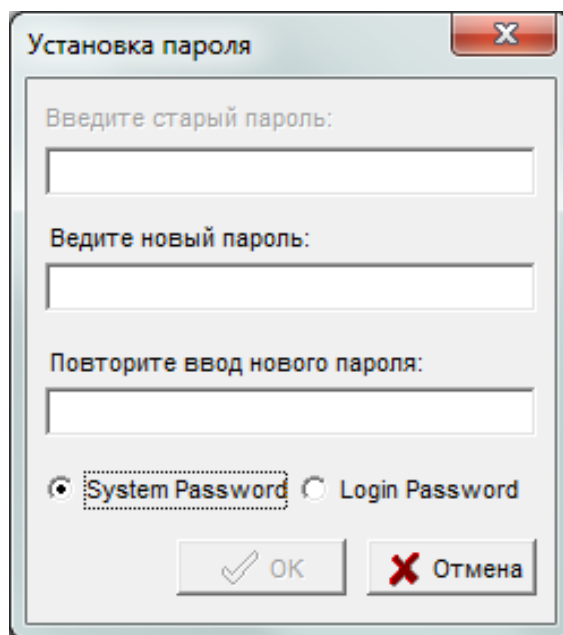 Установка пароля
Введите старый пароль:
Ведите новый пароль:
Повторите ввод нового пароля:
System Password Login Password
OK Отмена